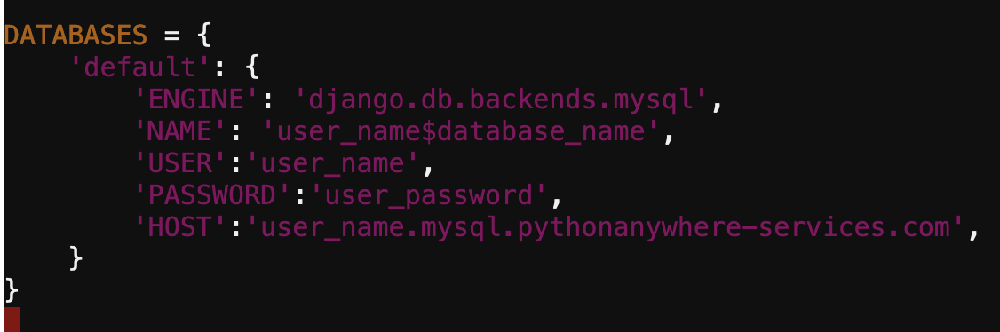 DATABASES = {
    'default': {
        'ENGINE': 'django.db.backends.mysql',
        'NAME': 'user_name$database_name',
        'USER':'user_name',
        'PASSWORD':'user_password',
        'HOST':'user_name.mysql.pythonanywhere-services.com',
    }
}